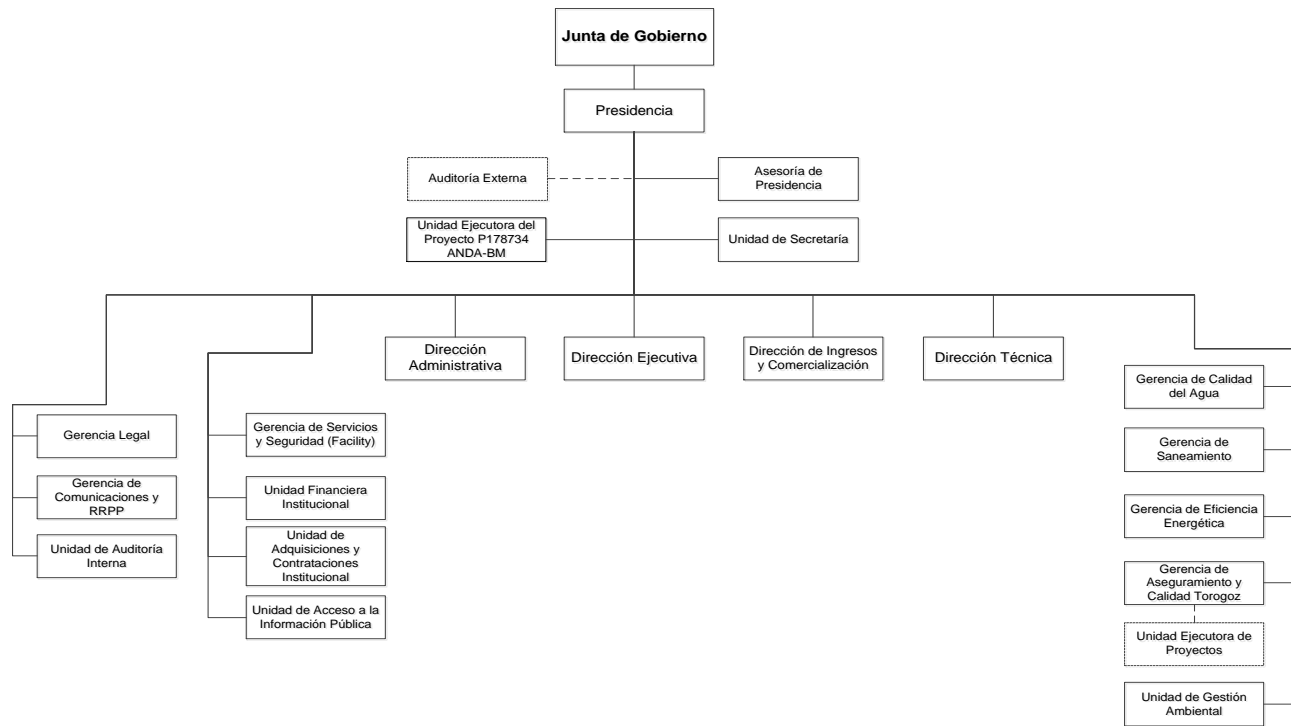 Junta de Gobierno
Presidencia
Auditoría Externa
Asesoría de
Presidencia
Unidad Ejecutora del
Proyecto P178734
ANDA-BM
Unidad de Secretaría
Dirección
Administrativa
Dirección Ejecutiva
Dirección de Ingresos
y Comercialización
Dirección Técnica
Gerencia Legal
Gerencia de
Comunicaciones y
RRPP
Unidad de Auditoría
Interna
Gerencia de Servicios
y Seguridad (Facility)
Unidad Financiera
Institucional
Unidad de
Adquisiciones y
Contrataciones
Institucional
Unidad de Acceso a la
Información Pública
Gerencia de Calidad
del Agua
Gerencia de
Saneamiento
Gerencia de Eficiencia
Energética
Gerencia de
Aseguramiento y
Calidad Torogoz
Unidad Ejecutora de
Proyectos
Unidad de Gestión
Ambiental